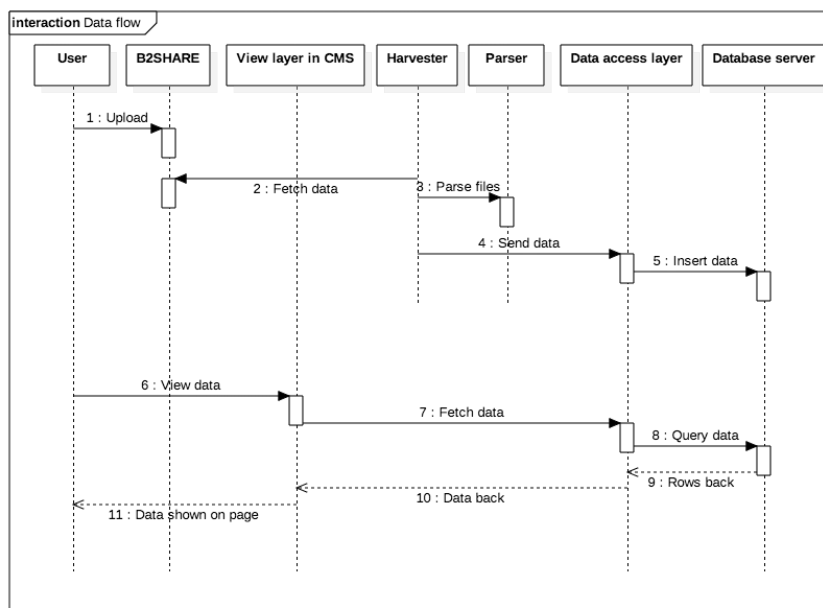 interaction Data flow
User
B2SHARE
View layer in CMS
Harvester
Parser
Data access layer
Database server
1 : Upload
2 : Fetch data
3 : Parse files
4 : Send data
5 : Insert data
6 : View data
7 : Fetch data
8 : Query data
9 : Rows back
10 : Data back
11 : Data shown on page